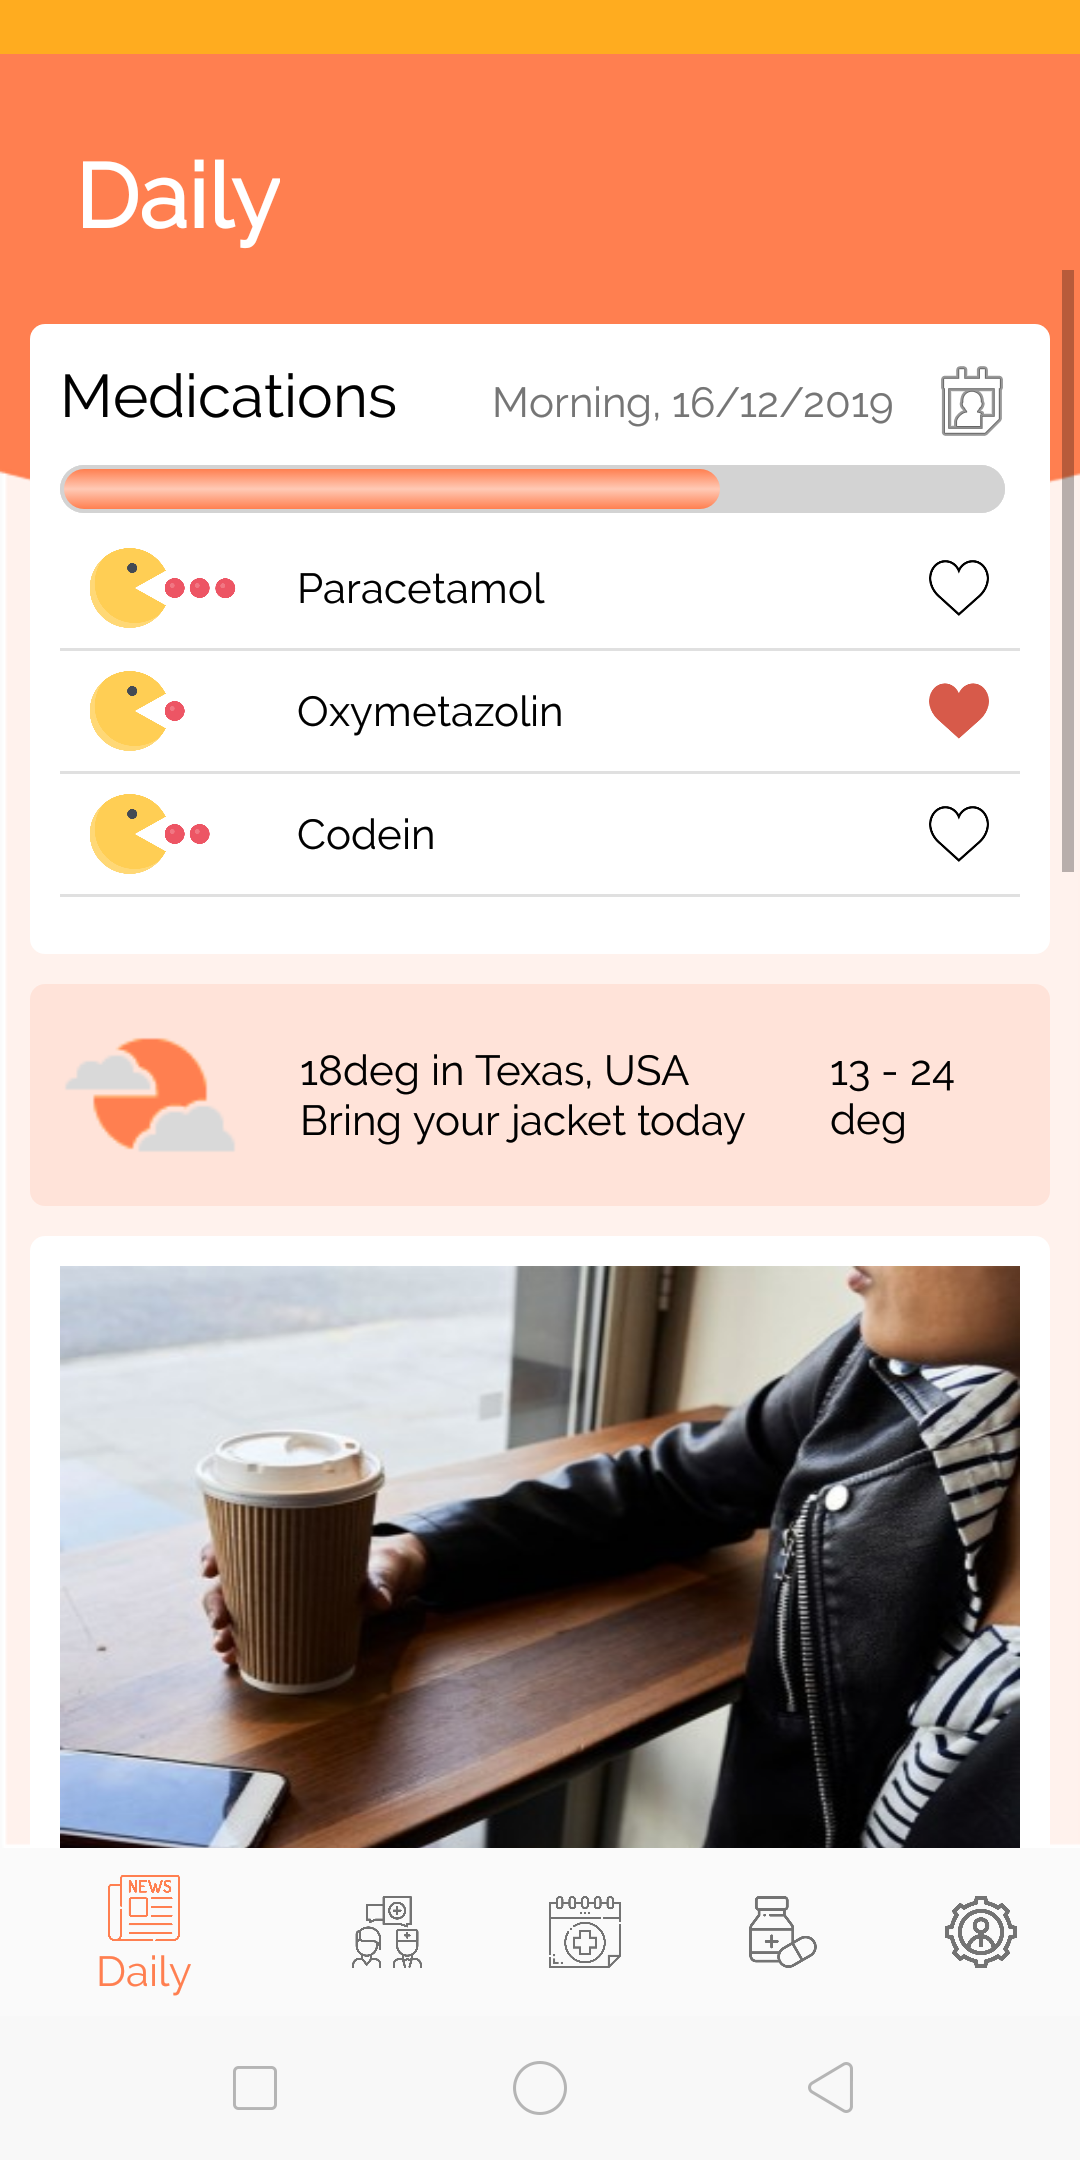 Daily
Medications
Morning, 16/12/2019
Paracetamol
Oxymetazolin
Codein
18deg in Texas, USA
Bring your jacket today
13 - 24
deg
NEWS
Daily